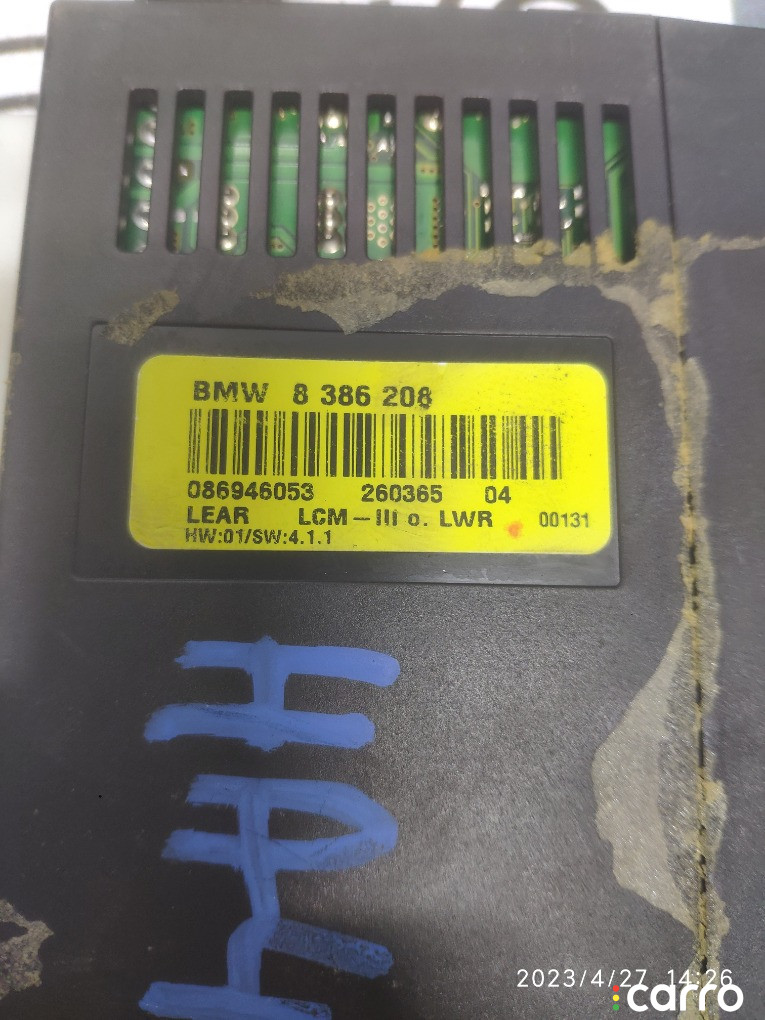 BMW 8 386 208
086946053 260365 04
LEAR LCM-III o. LWR 00131
HW:01/SW:4.1.1
2023/4/27 14:26
carro